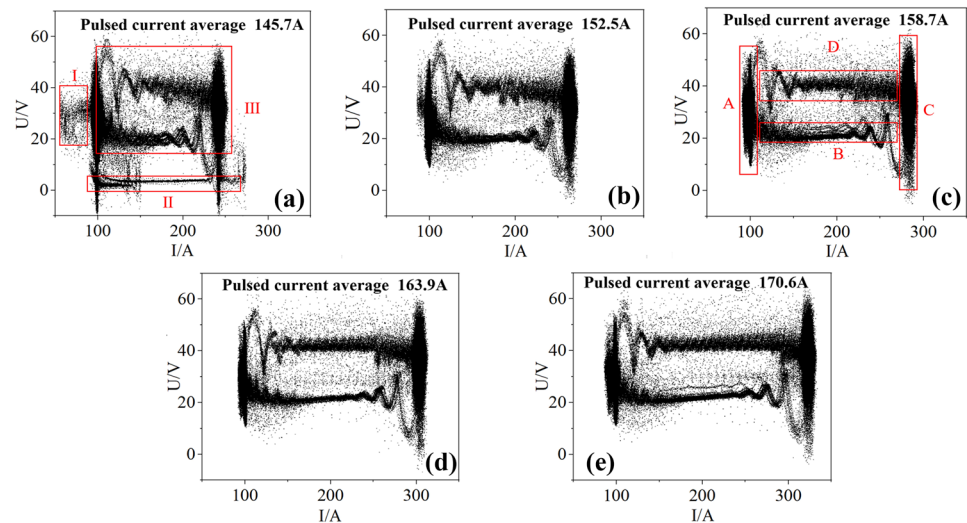 Pulsed current average 145.7A
60
I
40
U/V
III
20
0
II
(a)
100 200 300
I/A
Pulsed current average 152.5A
60
40
U/V
20
0
(b)
100 200 300
I/A
Pulsed current average 158.7A
60
D
40
U/V
A
C
20
B
0
(c)
100 200 300
I/A
Pulsed current average 163.9A
60
40
U/V
20
0
(d)
100 200 300
I/A
Pulsed current average 170.6A
60
40
U/V
20
0
(e)
100 200 300
I/A